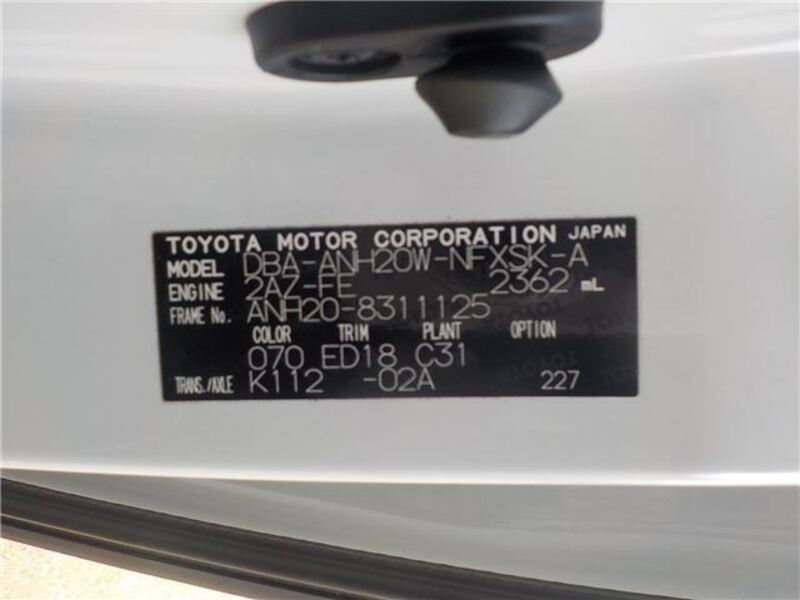 TOYOTA MOTOR CORPORATION JAPAN
MODEL DBA-ANH20W-NFXSK-A
ENGINE 2AZ-FE 2362 mL
FRAME No. ANH20-8311125
COLOR TRIM PLANT OPTION
070 ED18 C31
TRANS./AXLE K112 -02A 227